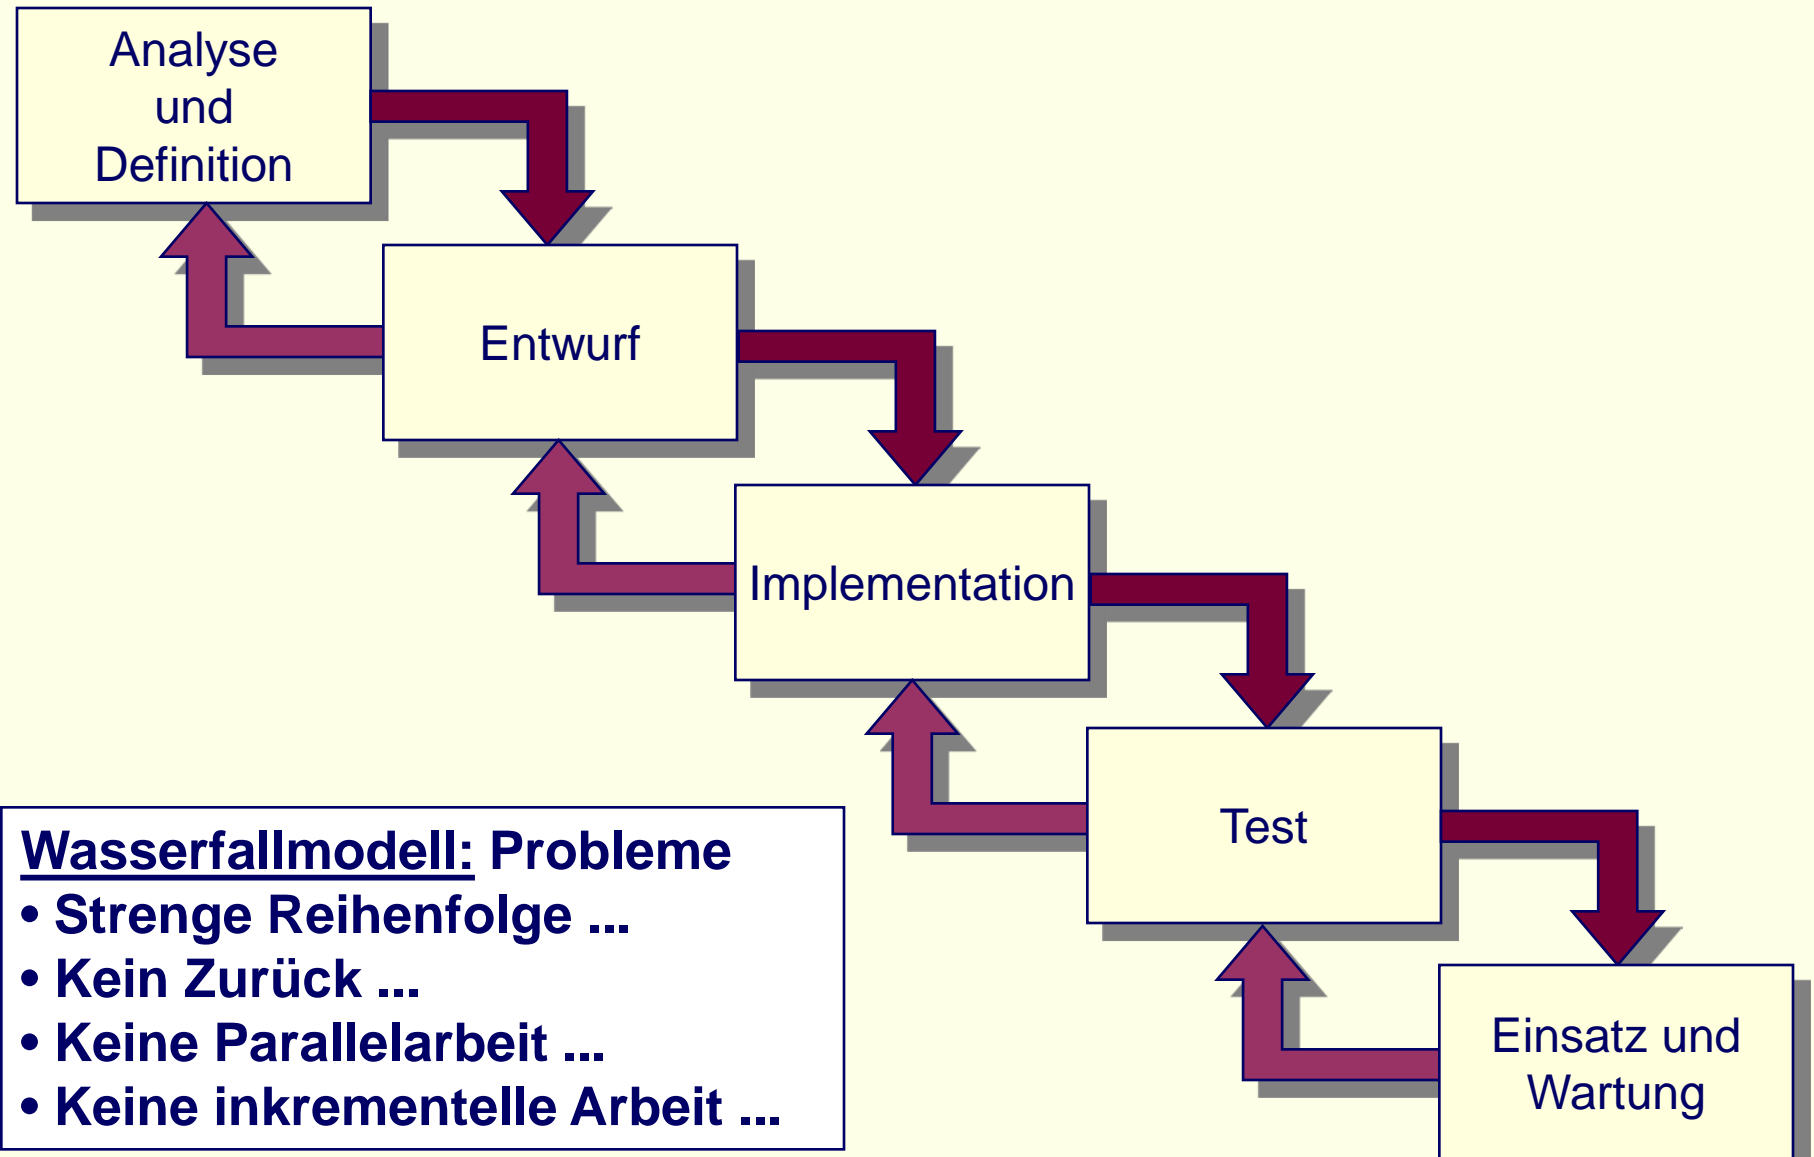 Analyse
und
Definition
Entwurf
Implementation
Test
Einsatz und
Wartung
Wasserfallmodell: Probleme
• Strenge Reihenfolge ...
• Kein Zurück ...
• Keine Parallelarbeit ...
• Keine inkrementelle Arbeit ...